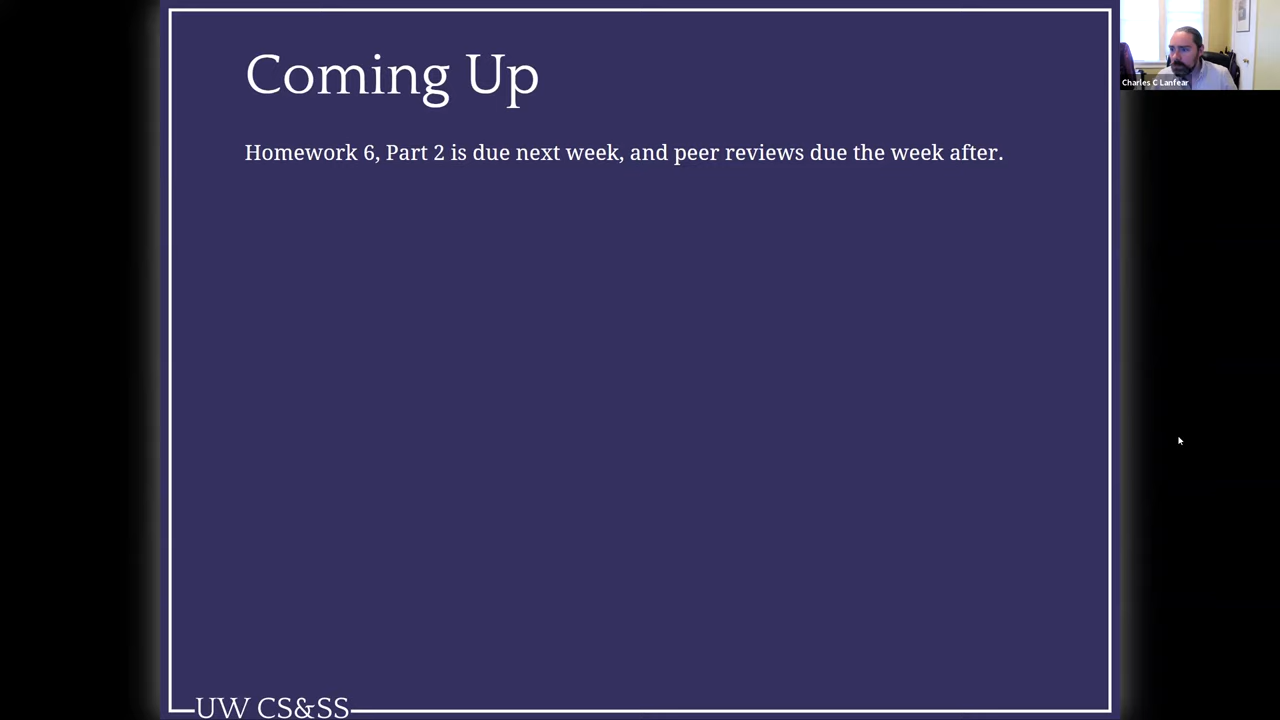 Coming Up
Charles C Lanfear
Homework 6, Part 2 is due next week, and peer reviews due the week after.
UW CS&SS